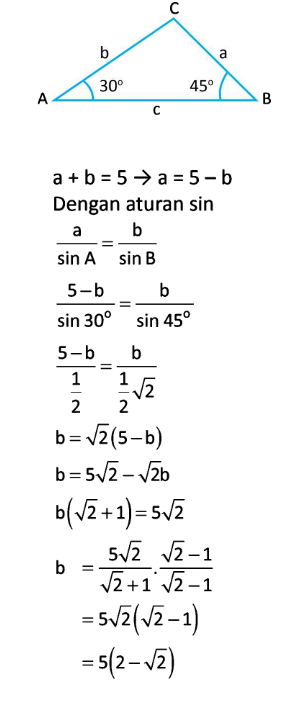 C
b a
30° 45°
A B
c
a + b = 5 → a = 5 – b
Dengan aturan sin
a/sin A = b/sin B
5–b/sin 30° = b/sin 45°
5–b/(1/2) = b/(1/2 √2)
b = √2(5–b)
b = 5√2 – √2b
b(√2 + 1) = 5√2
b = 5√2/(√2 + 1) . (√2 – 1)/(√2 – 1)
= 5√2(√2 – 1)
= 5(2 – √2)